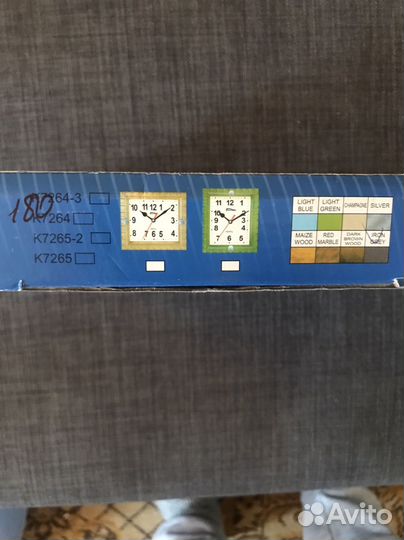 180
K7264-3
K7264
K7265-2
K7265
LIGHT BLUE
LIGHT GREEN
CHAMPAGNE
SILVER
MAIZE WOOD
RED MARBLE
DARK BROWN WOOD
IRON GREY
Avito